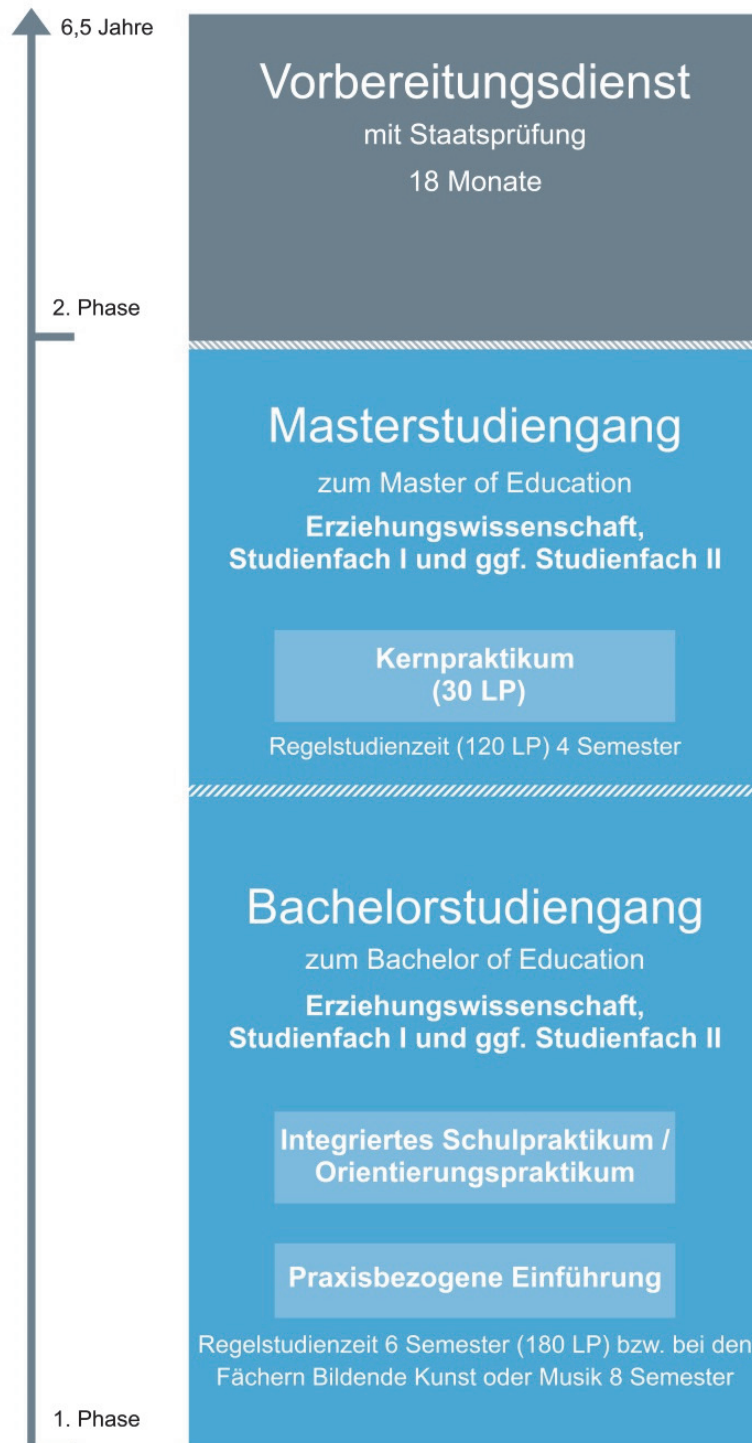 6,5 Jahre
Vorbereitungsdienst
mit Staatsprüfung
18 Monate
2. Phase
Masterstudiengang
zum Master of Education
Erziehungswissenschaft,
Studienfach I und ggf. Studienfach II
Kernpraktikum
(30 LP)
Regelstudienzeit (120 LP) 4 Semester
Bachelorstudiengang
zum Bachelor of Education
Erziehungswissenschaft,
Studienfach I und ggf. Studienfach II
Integriertes Schulpraktikum /
Orientierungspraktikum
Praxisbezogene Einführung
Regelstudienzeit 6 Semester (180 LP) bzw. bei den
Fächern Bildende Kunst oder Musik 8 Semester
1. Phase